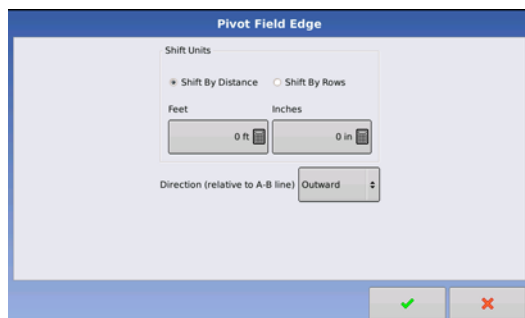 Pivot Field Edge
Shift Units
Shift By Distance Shift By Rows
Feet Inches
0 ft 0 in
Direction (relative to A-B line) Outward